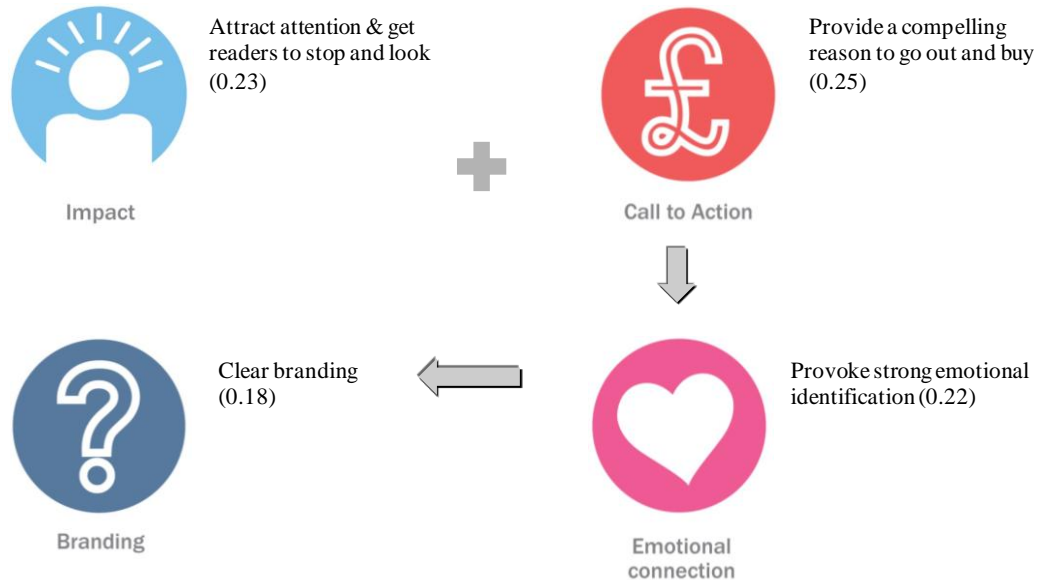 Attract attention & get
readers to stop and look
(0.23)
Impact
Provide a compelling
reason to go out and buy
(0.25)
£
Call to Action
Clear branding
(0.18)
?
Branding
Provoke strong emotional
identification (0.22)
Emotional
connection